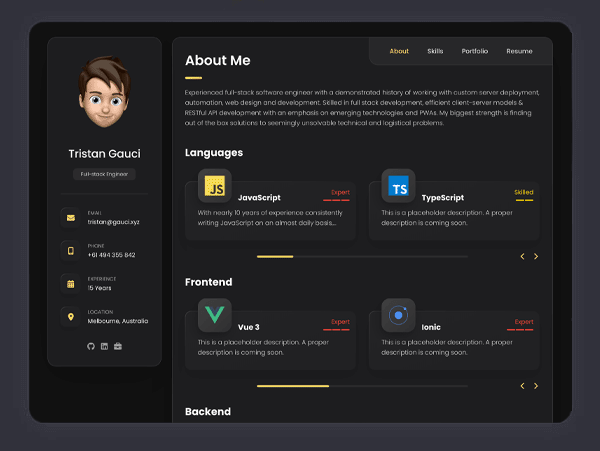 About
Skills
Portfolio
Resume
About Me
Experienced full-stack software engineer with a demonstrated history of working with custom server deployment,
automation, web design and development. Skilled in full stack development, efficient client-server models &
RESTful API development with an emphasis on emerging technologies and PWAs. My biggest strength is finding
out of the box solutions to seemingly unsolvable technical and logistical problems.
Tristan Gauci
Full-stack Engineer
EMAIL
tristan@gauci.xyz
PHONE
+61 494 355 842
EXPERIENCE
15 Years
LOCATION
Melbourne, Australia
Languages
JS
JavaScript
Expert
With nearly 10 years of experience consistently
writing JavaScript on an almost daily basis,...
TS
TypeScript
Skilled
This is a placeholder description. A proper
description is coming soon.
Frontend
Vue 3
Expert
This is a placeholder description. A proper
description is coming soon.
Ionic
Expert
This is a placeholder description. A proper
description is coming soon.
Backend